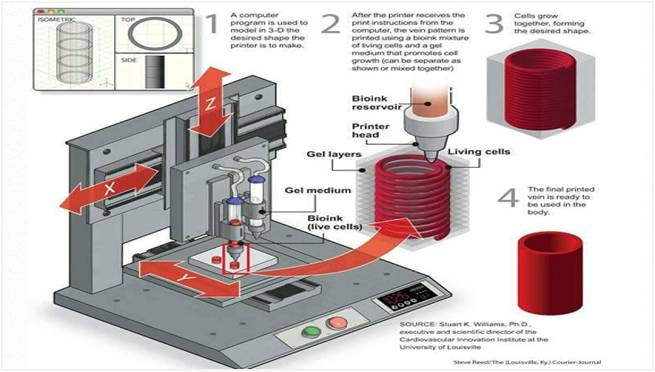 ISOMETRIC
TOP
SIDE
1
A computer
program is used to
model in 3-D the
desired shape the
printer is to make.
2
After the printer receives the
print instructions from the
computer, the vein pattern is
printed using a bioink mixture
of living cells and a gel
medium that promotes cell
growth (can be separate as
shown or mixed together)
3
Cells grow
together, forming
the desired shape.
Bioink
reservoir
Printer
head
Gel layers
Living cells
Z
X
Y
Gel medium
Bioink
(live cells)
4
The final printed
vein is ready to
be used in the
body.
SOURCE: Stuart K. Williams, Ph.D.,
executive and scientific director of the
Cardiovascular Innovation Institute at the
University of Louisville
Steve Reed/The (Louisville, Ky.) Courier-Journal